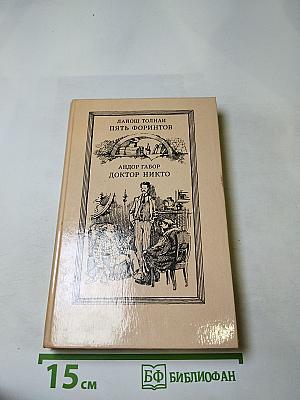 ЛАЙОШ ТОЛНАИ
ПЯТЬ ФОРИНТОВ
АНДОР ГАБОР
ДОКТОР НИКТО
15 см
БФ БИБЛИОФАН